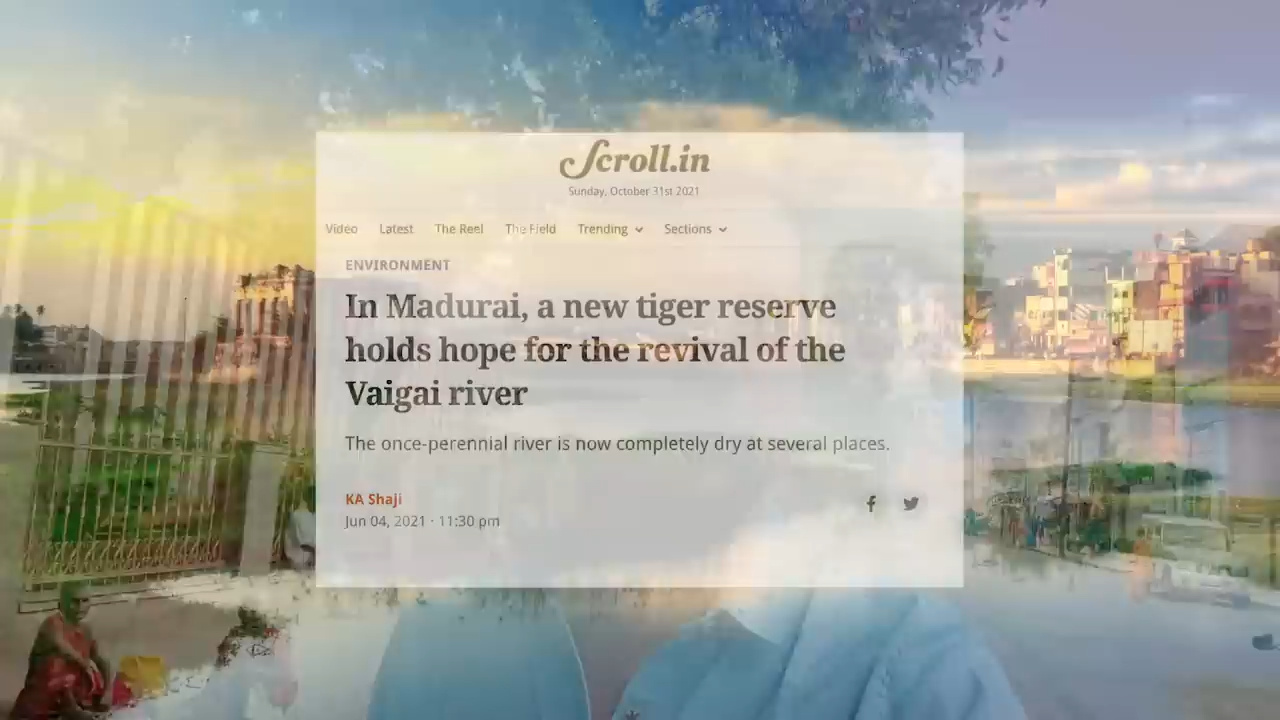 Scroll.in
Sunday, October 31st 2021
Video Latest The Reel The Field Trending Sections
ENVIRONMENT
In Madurai, a new tiger reserve
holds hope for the revival of the
Vaigai river
The once-perennial river is now completely dry at several places.
KA Shaji
Jun 04, 2021 · 11:30 pm